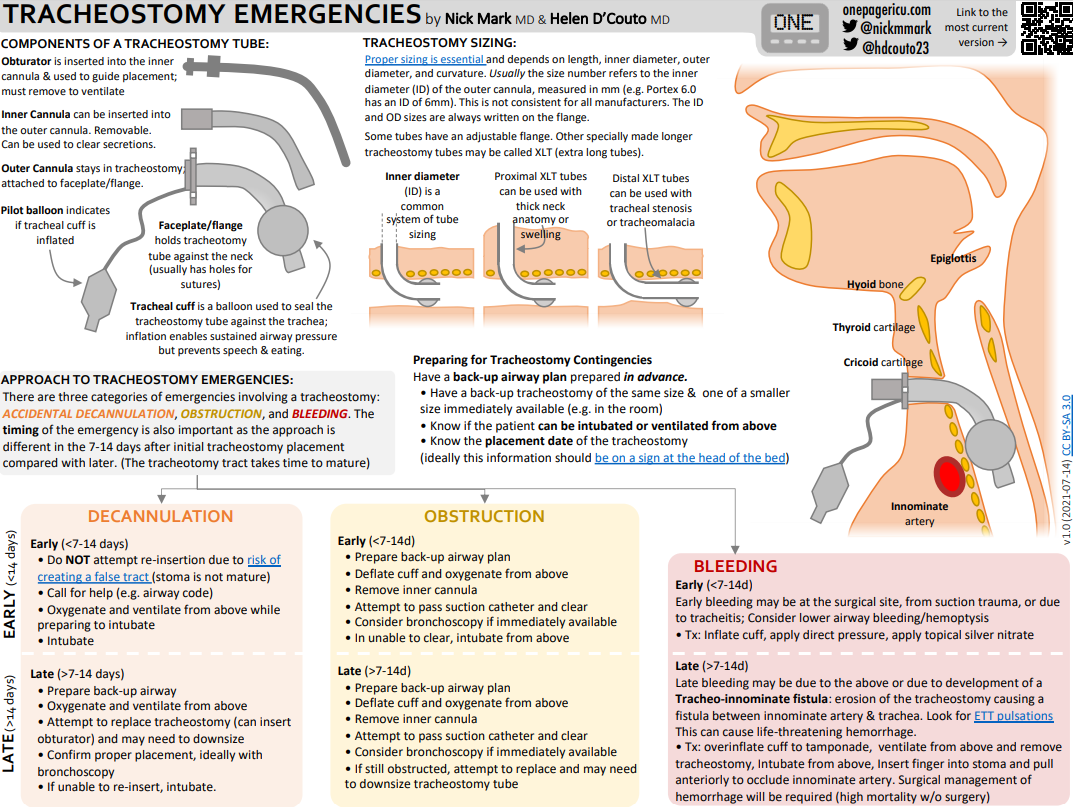 TRACHEOSTOMY EMERGENCIES by Nick Mark MD & Helen D'Couto MD
ONE
onepagericu.com
@nickmmark
@hdcouto23
Link to the
most current
version →
COMPONENTS OF A TRACHEOSTOMY TUBE:
Obturator is inserted into the inner
cannula & used to guide placement;
must remove to ventilate
Inner Cannula can be inserted into
the outer cannula. Removable.
Can be used to clear secretions.
Outer Cannula stays in tracheostomy;
attached to faceplate/flange.
Pilot balloon indicates
if tracheal cuff is
inflated
Faceplate/flange
holds tracheotomy
tube against the neck
(usually has holes for
sutures)
Tracheal cuff is a balloon used to seal the
tracheostomy tube against the trachea;
inflation enables sustained airway pressure
but prevents speech & eating.
TRACHEOSTOMY SIZING:
Proper sizing is essential and depends on length, inner diameter, outer
diameter, and curvature. Usually the size number refers to the inner
diameter (ID) of the outer cannula, measured in mm (e.g. Portex 6.0
has an ID of 6mm). This is not consistent for all manufacturers. The ID
and OD sizes are always written on the flange.
Some tubes have an adjustable flange. Other specially made longer
tracheostomy tubes may be called XLT (extra long tubes).
Inner diameter
(ID) is a
common
system of tube
sizing
Proximal XLT tubes
can be used with
thick neck
anatomy or
swelling
Distal XLT tubes
can be used with
tracheal stenosis
or tracheomalacia
Epiglottis
Hyoid bone
Thyroid cartilage
Cricoid cartilage
Innominate
artery
Preparing for Tracheostomy Contingencies
Have a back-up airway plan prepared in advance.
• Have a back-up tracheostomy of the same size & one of a smaller
size immediately available (e.g. in the room)
• Know if the patient can be intubated or ventilated from above
• Know the placement date of the tracheostomy
(ideally this information should be on a sign at the head of the bed)
APPROACH TO TRACHEOSTOMY EMERGENCIES:
There are three categories of emergencies involving a tracheostomy:
ACCIDENTAL DECANNULATION, OBSTRUCTION, and BLEEDING. The
timing of the emergency is also important as the approach is
different in the 7-14 days after initial tracheostomy placement
compared with later. (The tracheotomy tract takes time to mature)
v1.0 (2021-07-14) CC BY-SA 3.0
EARLY (<14 days)
LATE (>14 days)
DECANNULATION
Early (<7-14 days)
• Do NOT attempt re-insertion due to risk of
creating a false tract (stoma is not mature)
• Call for help (e.g. airway code)
• Oxygenate and ventilate from above while
preparing to intubate
• Intubate
Late (>7-14 days)
• Prepare back-up airway
• Oxygenate and ventilate from above
• Attempt to replace tracheostomy (can insert
obturator) and may need to downsize
• Confirm proper placement, ideally with
bronchoscopy
• If unable to re-insert, intubate.
OBSTRUCTION
Early (<7-14d)
• Prepare back-up airway plan
• Deflate cuff and oxygenate from above
• Remove inner cannula
• Attempt to pass suction catheter and clear
• Consider bronchoscopy if immediately available
• In unable to clear, intubate from above
Late (>7-14d)
• Prepare back-up airway plan
• Deflate cuff and oxygenate from above
• Remove inner cannula
• Attempt to pass suction catheter and clear
• Consider bronchoscopy if immediately available
• If still obstructed, attempt to replace and may need
to downsize tracheostomy tube
BLEEDING
Early (<7-14d)
Early bleeding may be at the surgical site, from suction trauma, or due
to tracheitis; Consider lower airway bleeding/hemoptysis
• Tx: Inflate cuff, apply direct pressure, apply topical silver nitrate
Late (>7-14d)
Late bleeding may be due to the above or due to development of a
Tracheo-innominate fistula: erosion of the tracheostomy causing a
fistula between innominate artery & trachea. Look for ETT pulsations
This can cause life-threatening hemorrhage.
• Tx: overinflate cuff to tamponade, ventilate from above and remove
tracheostomy, Intubate from above, Insert finger into stoma and pull
anteriorly to occlude innominate artery. Surgical management of
hemorrhage will be required (high mortality w/o surgery)